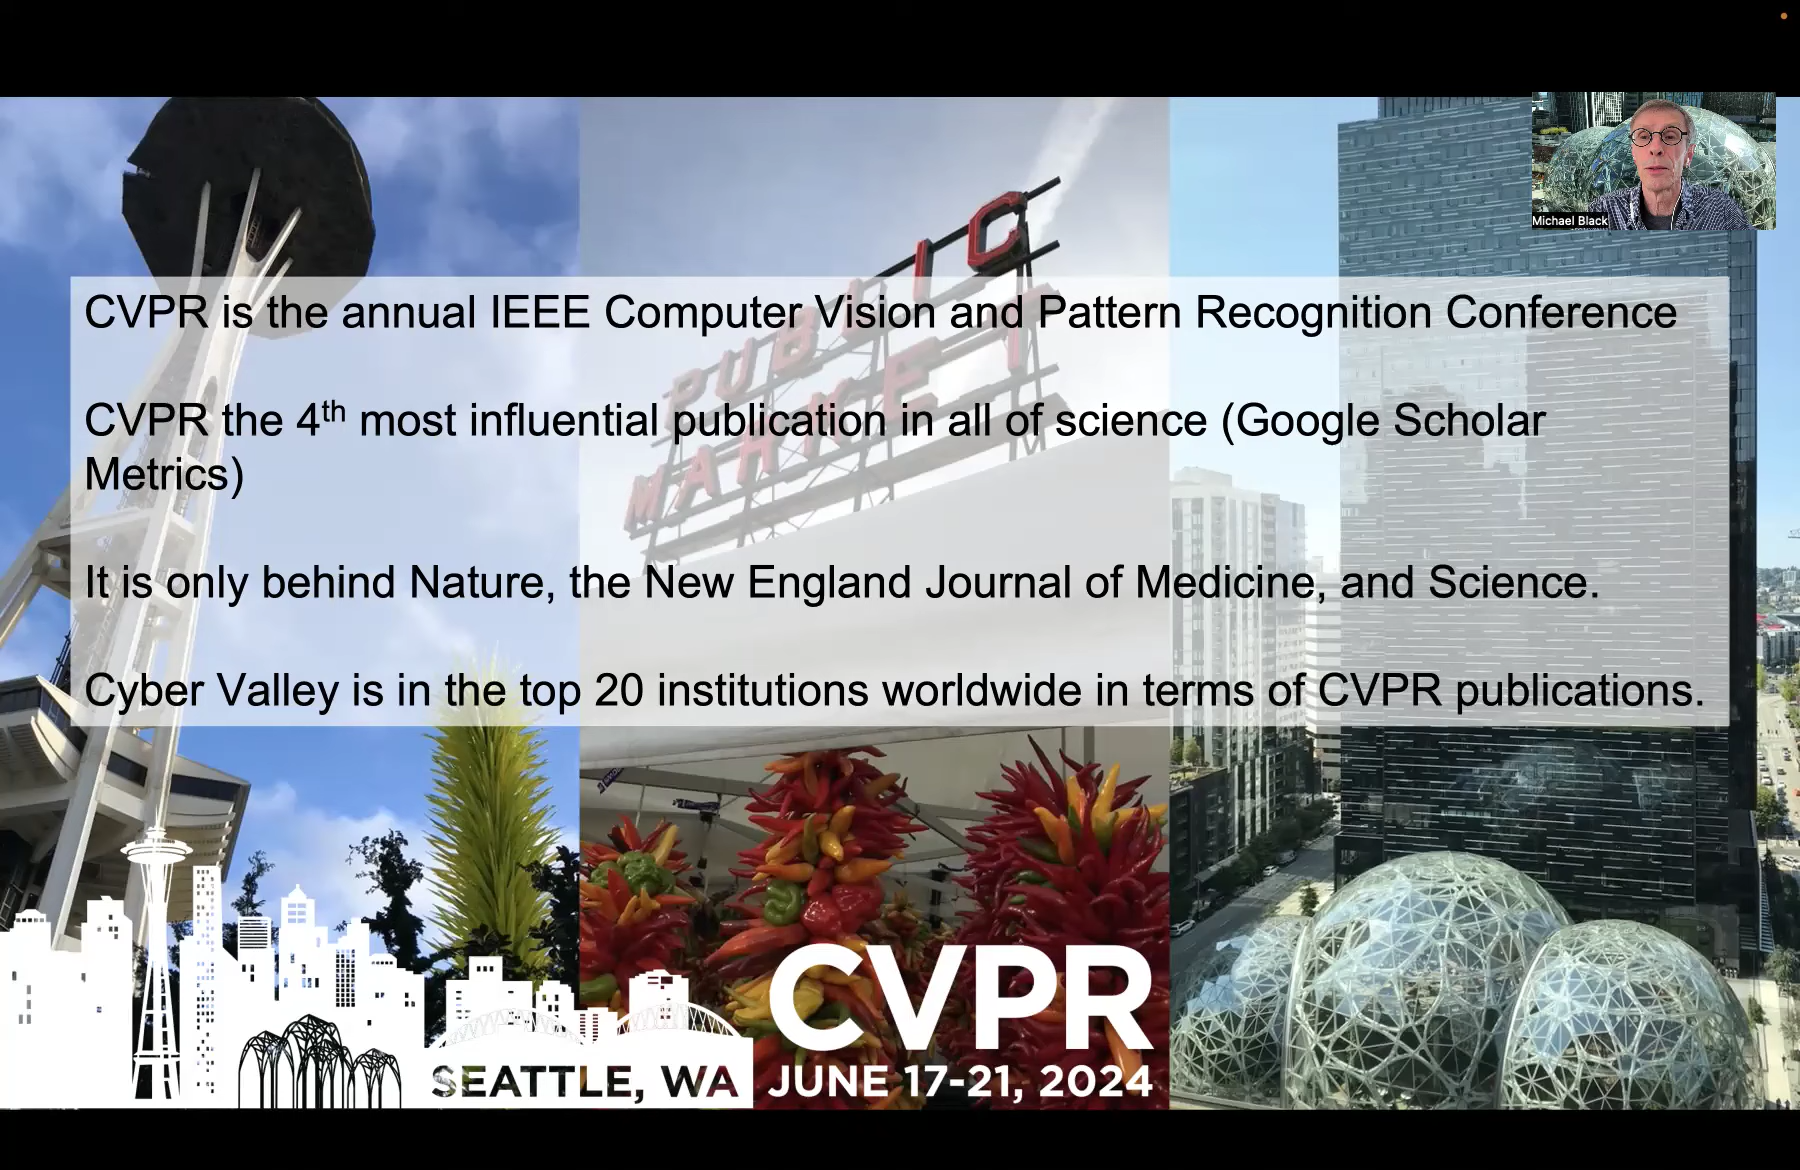 Michael Black
PUBLIC
MARKET
CVPR is the annual IEEE Computer Vision and Pattern Recognition Conference
CVPR the 4th most influential publication in all of science (Google Scholar
Metrics)
It is only behind Nature, the New England Journal of Medicine, and Science.
Cyber Valley is in the top 20 institutions worldwide in terms of CVPR publications.
CVPR
SEATTLE, WA JUNE 17-21, 2024